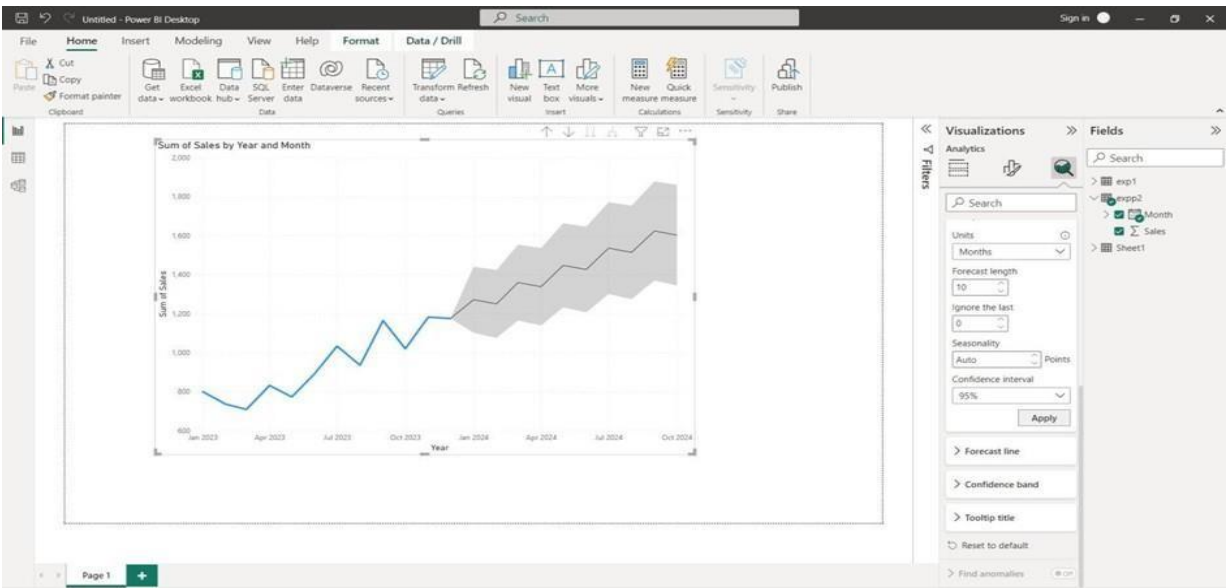 Untitled - Power BI Desktop
Search
Sign in
File Home Insert Modeling View Help Format Data / Drill
Paste
Cut
Copy
Format painter
Clipboard
Get data
Excel workbook
Data hub
SQL Server
Enter data
Dataverse
Recent sources
Data
Transform data
Refresh
Queries
New visual
Text box
More visuals
Insert
New measure
Quick measure
Calculations
Sensitivity
Sensitivity
Publish
Share
Sum of Sales by Year and Month
2,000
1,800
1,600
1,400
1,200
1,000
800
600
Sum of Sales
Jan 2023 Apr 2023 Jul 2023 Oct 2023 Jan 2024 Apr 2024 Jul 2024 Oct 2024
Year
Filters
Visualizations
Analytics
Search
Units
Months
Forecast length
10
Ignore the last
0
Seasonality
Auto Points
Confidence interval
95%
Apply
Forecast line
Confidence band
Tooltip title
Reset to default
Find anomalies
Fields
Search
exp1
expp2
Month
Sales
Sheet1
Page 1